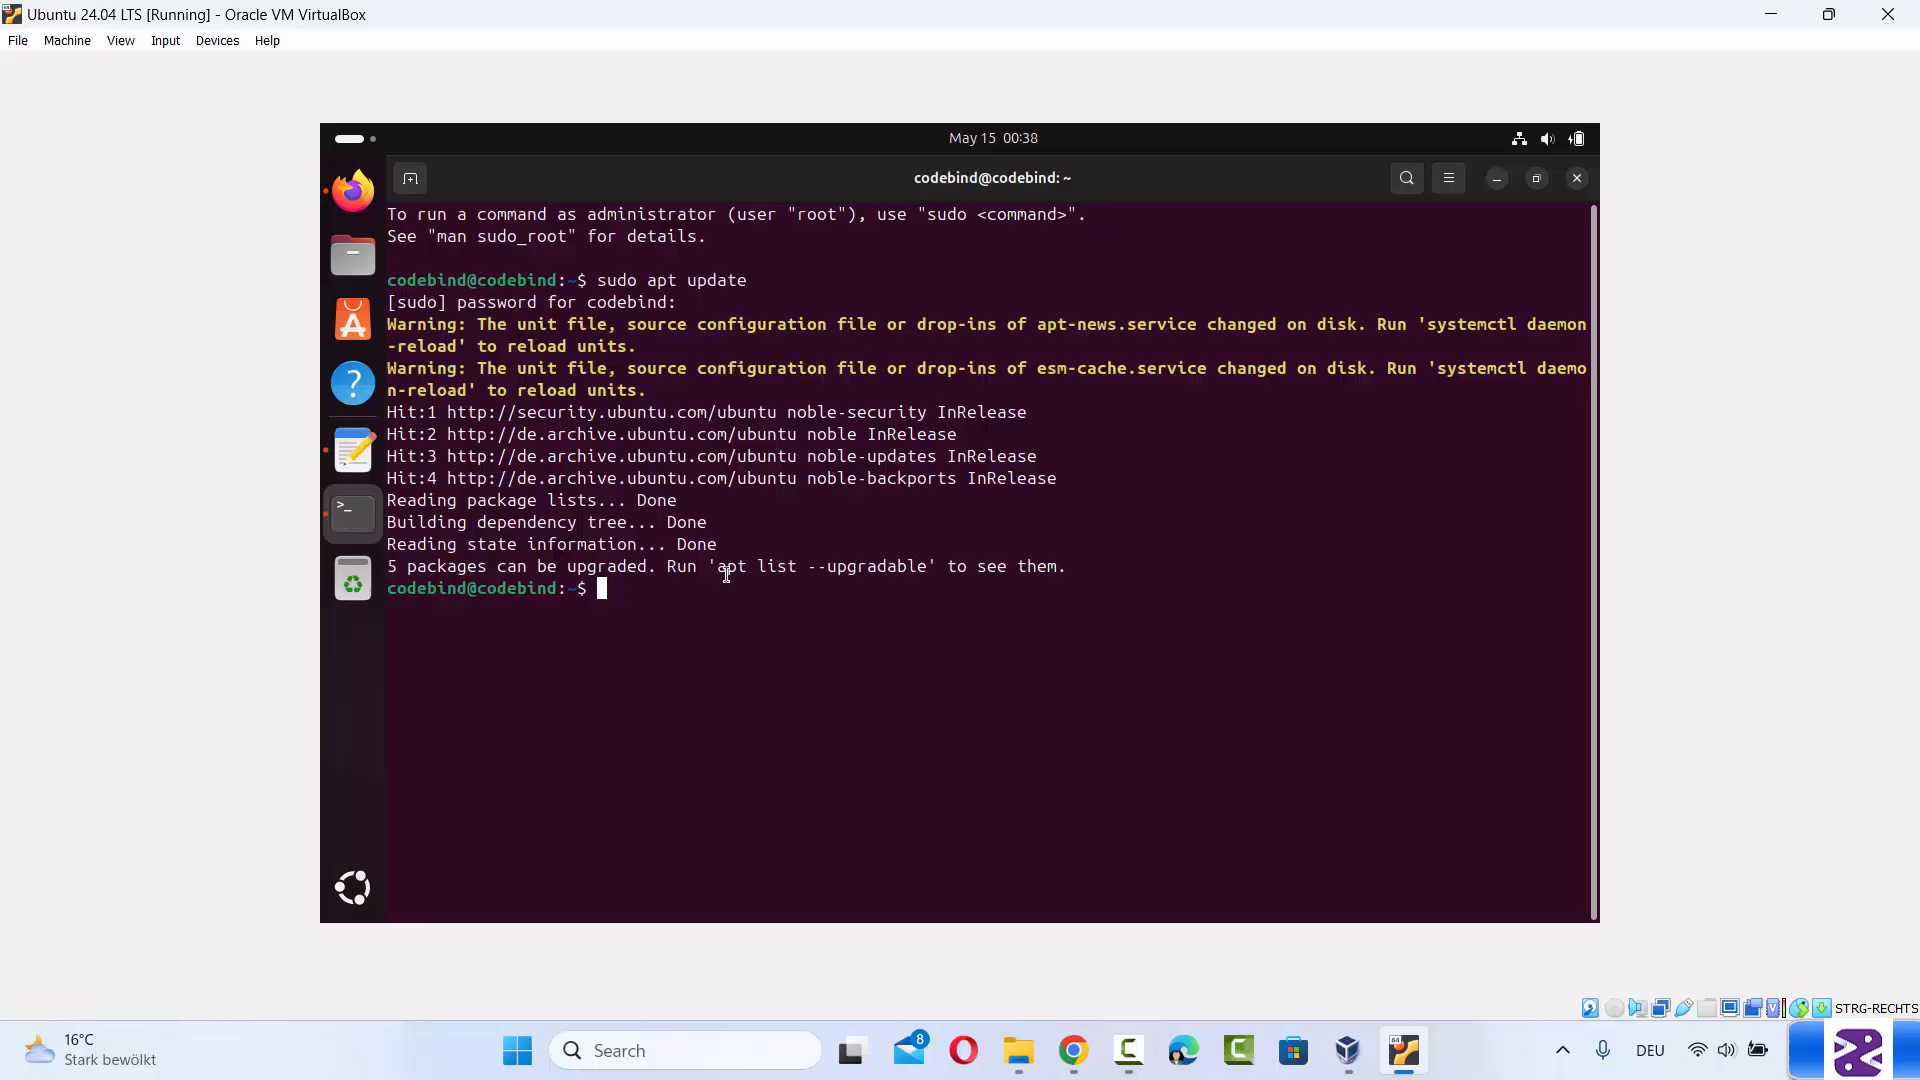 Ubuntu 24.04 LTS [Running] - Oracle VM VirtualBox
File Machine View Input Devices Help
May 15 00:38
codebind@codebind: ~
To run a command as administrator (user "root"), use "sudo <command>".
See "man sudo_root" for details.
codebind@codebind:~$ sudo apt update
[sudo] password for codebind:
Warning: The unit file, source configuration file or drop-ins of apt-news.service changed on disk. Run 'systemctl daemon
-reload' to reload units.
Warning: The unit file, source configuration file or drop-ins of esm-cache.service changed on disk. Run 'systemctl daemo
n-reload' to reload units.
Hit:1 http://security.ubuntu.com/ubuntu noble-security InRelease
Hit:2 http://de.archive.ubuntu.com/ubuntu noble InRelease
Hit:3 http://de.archive.ubuntu.com/ubuntu noble-updates InRelease
Hit:4 http://de.archive.ubuntu.com/ubuntu noble-backports InRelease
Reading package lists... Done
Building dependency tree... Done
Reading state information... Done
5 packages can be upgraded. Run 'apt list --upgradable' to see them.
codebind@codebind:~$
STRG-RECHTS
16°C
Stark bewölkt
Search
8
64
DEU